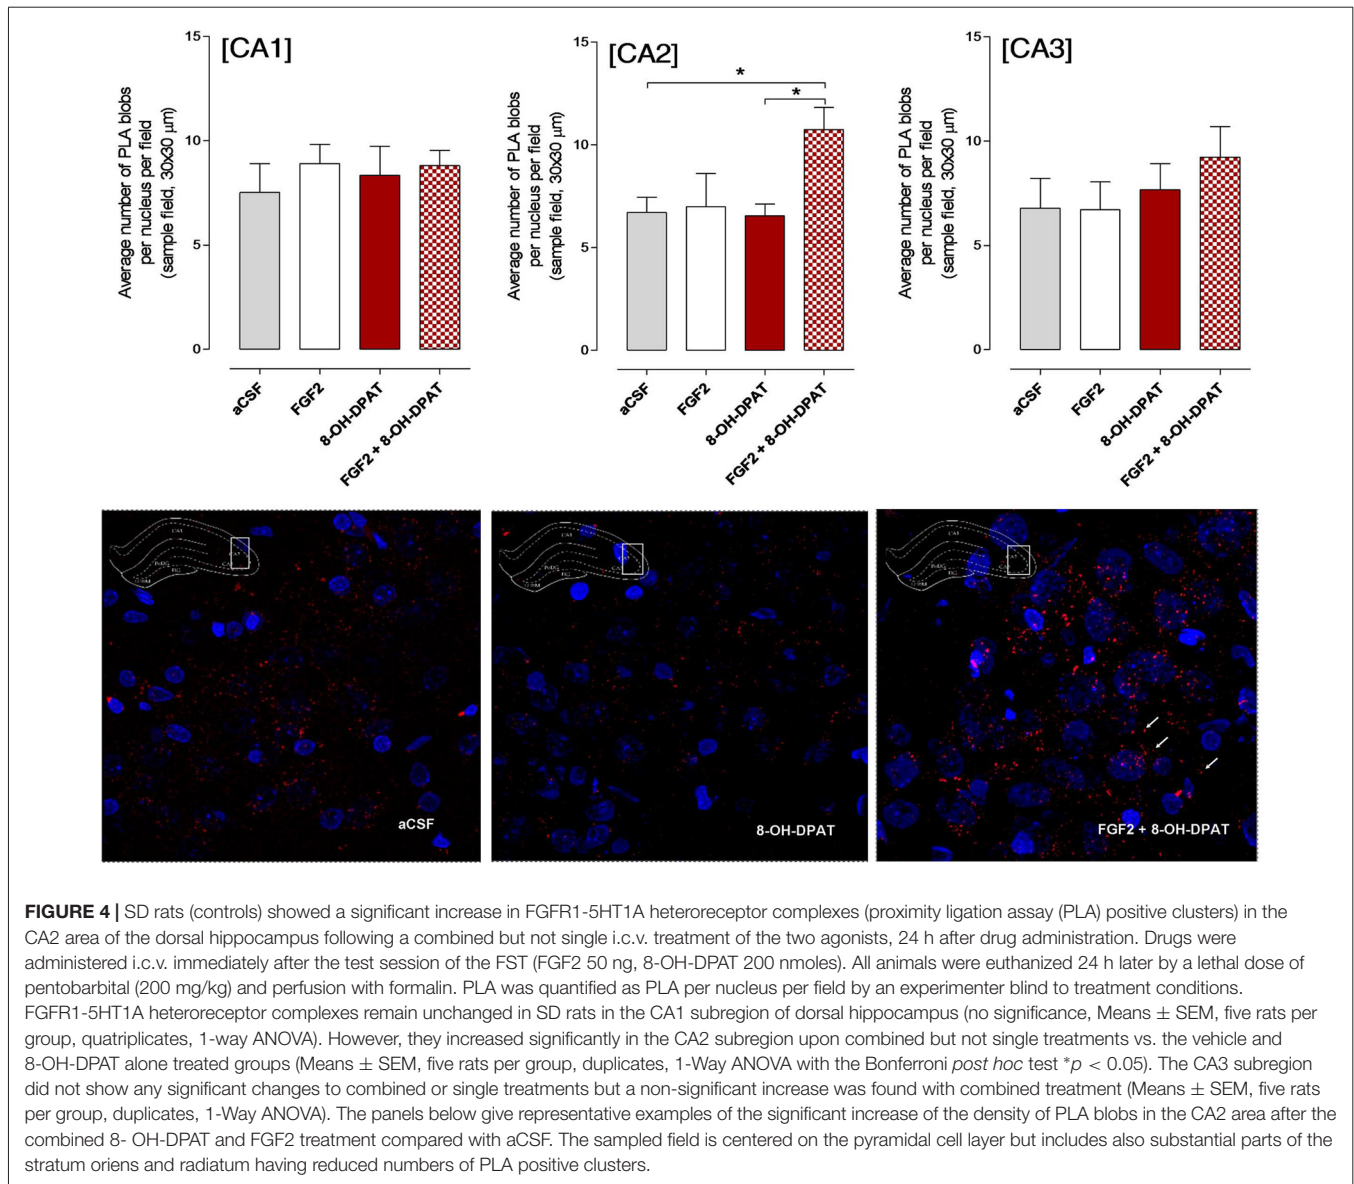 [CA1]
15
10
5
0
Average number of PLA blobs
per nucleus per field
(sample field, 30x30 µm)
aCSF
FGF2
8-OH-DPAT
FGF2 + 8-OH-DPAT
[CA2]
15
10
5
0
Average number of PLA blobs
per nucleus per field
(sample field, 30x30 µm)
*
*
aCSF
FGF2
8-OH-DPAT
FGF2 + 8-OH-DPAT
[CA3]
15
10
5
0
Average number of PLA blobs
per nucleus per field
(sample field, 30x30 µm)
aCSF
FGF2
8-OH-DPAT
FGF2 + 8-OH-DPAT
CA1
aCSF
CA1
8-OH-DPAT
CA1
FGF2 + 8-OH-DPAT
FIGURE 4 | SD rats (controls) showed a significant increase in FGFR1-5HT1A heteroreceptor complexes (proximity ligation assay (PLA) positive clusters) in the
CA2 area of the dorsal hippocampus following a combined but not single i.c.v. treatment of the two agonists, 24 h after drug administration. Drugs were
administered i.c.v. immediately after the test session of the FST (FGF2 50 ng, 8-OH-DPAT 200 nmoles). All animals were euthanized 24 h later by a lethal dose of
pentobarbital (200 mg/kg) and perfusion with formalin. PLA was quantified as PLA per nucleus per field by an experimenter blind to treatment conditions.
FGFR1-5HT1A heteroreceptor complexes remain unchanged in SD rats in the CA1 subregion of dorsal hippocampus (no significance, Means ± SEM, five rats per
group, quatriplicates, 1-way ANOVA). However, they increased significantly in the CA2 subregion upon combined but not single treatments vs. the vehicle and
8-OH-DPAT alone treated groups (Means ± SEM, five rats per group, duplicates, 1-Way ANOVA with the Bonferroni post hoc test *p < 0.05). The CA3 subregion
did not show any significant changes to combined or single treatments but a non-significant increase was found with combined treatment (Means ± SEM, five rats
per group, duplicates, 1-Way ANOVA). The panels below give representative examples of the significant increase of the density of PLA blobs in the CA2 area after the
combined 8- OH-DPAT and FGF2 treatment compared with aCSF. The sampled field is centered on the pyramidal cell layer but includes also substantial parts of the
stratum oriens and radiatum having reduced numbers of PLA positive clusters.